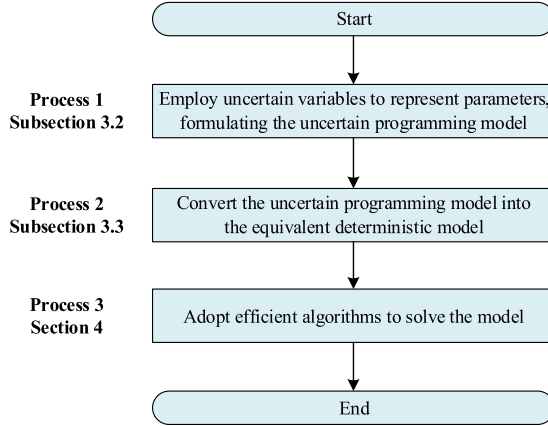 Start
Process 1
Subsection 3.2
Employ uncertain variables to represent parameters,
formulating the uncertain programming model
Process 2
Subsection 3.3
Convert the uncertain programming model into
the equivalent deterministic model
Process 3
Section 4
Adopt efficient algorithms to solve the model
End